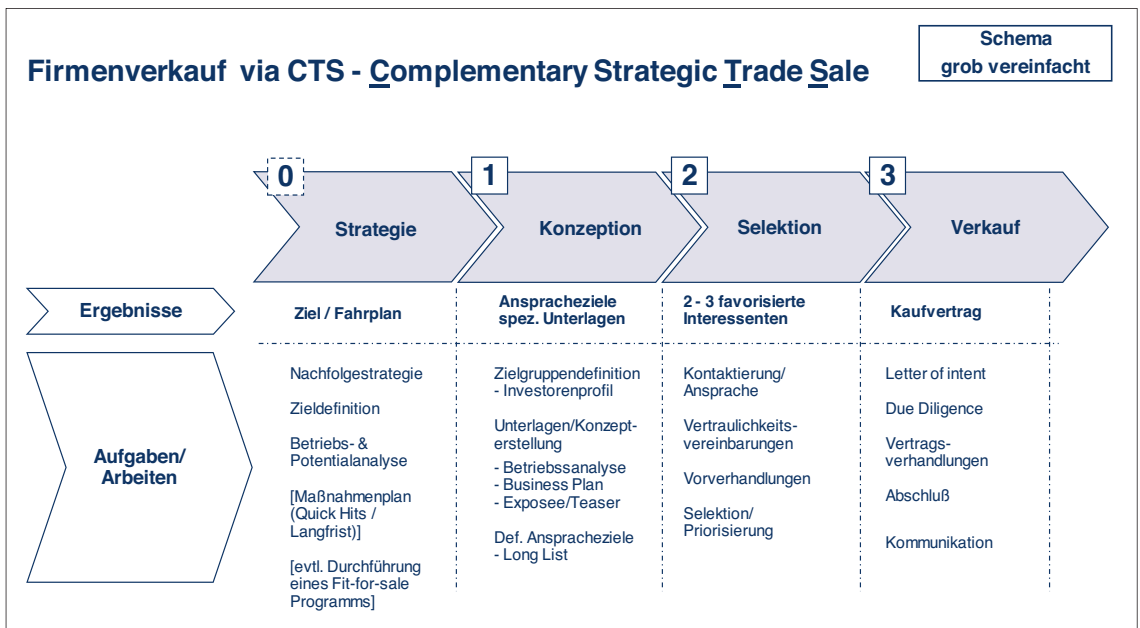 Schema
grob vereinfacht
Firmenverkauf via CTS - Complementary Strategic Trade Sale
0
Strategie
1
Konzeption
2
Selektion
3
Verkauf
Ergebnisse
Ziel / Fahrplan
Anspracheziele
spez. Unterlagen
2 - 3 favorisierte
Interessenten
Kaufvertrag
Aufgaben/
Arbeiten
Nachfolgestrategie
Zieldefinition
Betriebs- &
Potentialanalyse
[Maßnahmenplan
(Quick Hits /
Langfrist)]
[evtl. Durchführung
eines Fit-for-sale
Programms]
Zielgruppendefinition
- Investorenprofil
Unterlagen/Konzept-
erstellung
- Betriebssanalyse
- Business Plan
- Exposee/Teaser
Def. Anspracheziele
- Long List
Kontaktierung/
Ansprache
Vertraulichkeits-
vereinbarungen
Vorverhandlungen
Selektion/
Priorisierung
Letter of intent
Due Diligence
Vertrags-
verhandlungen
Abschluß
Kommunikation